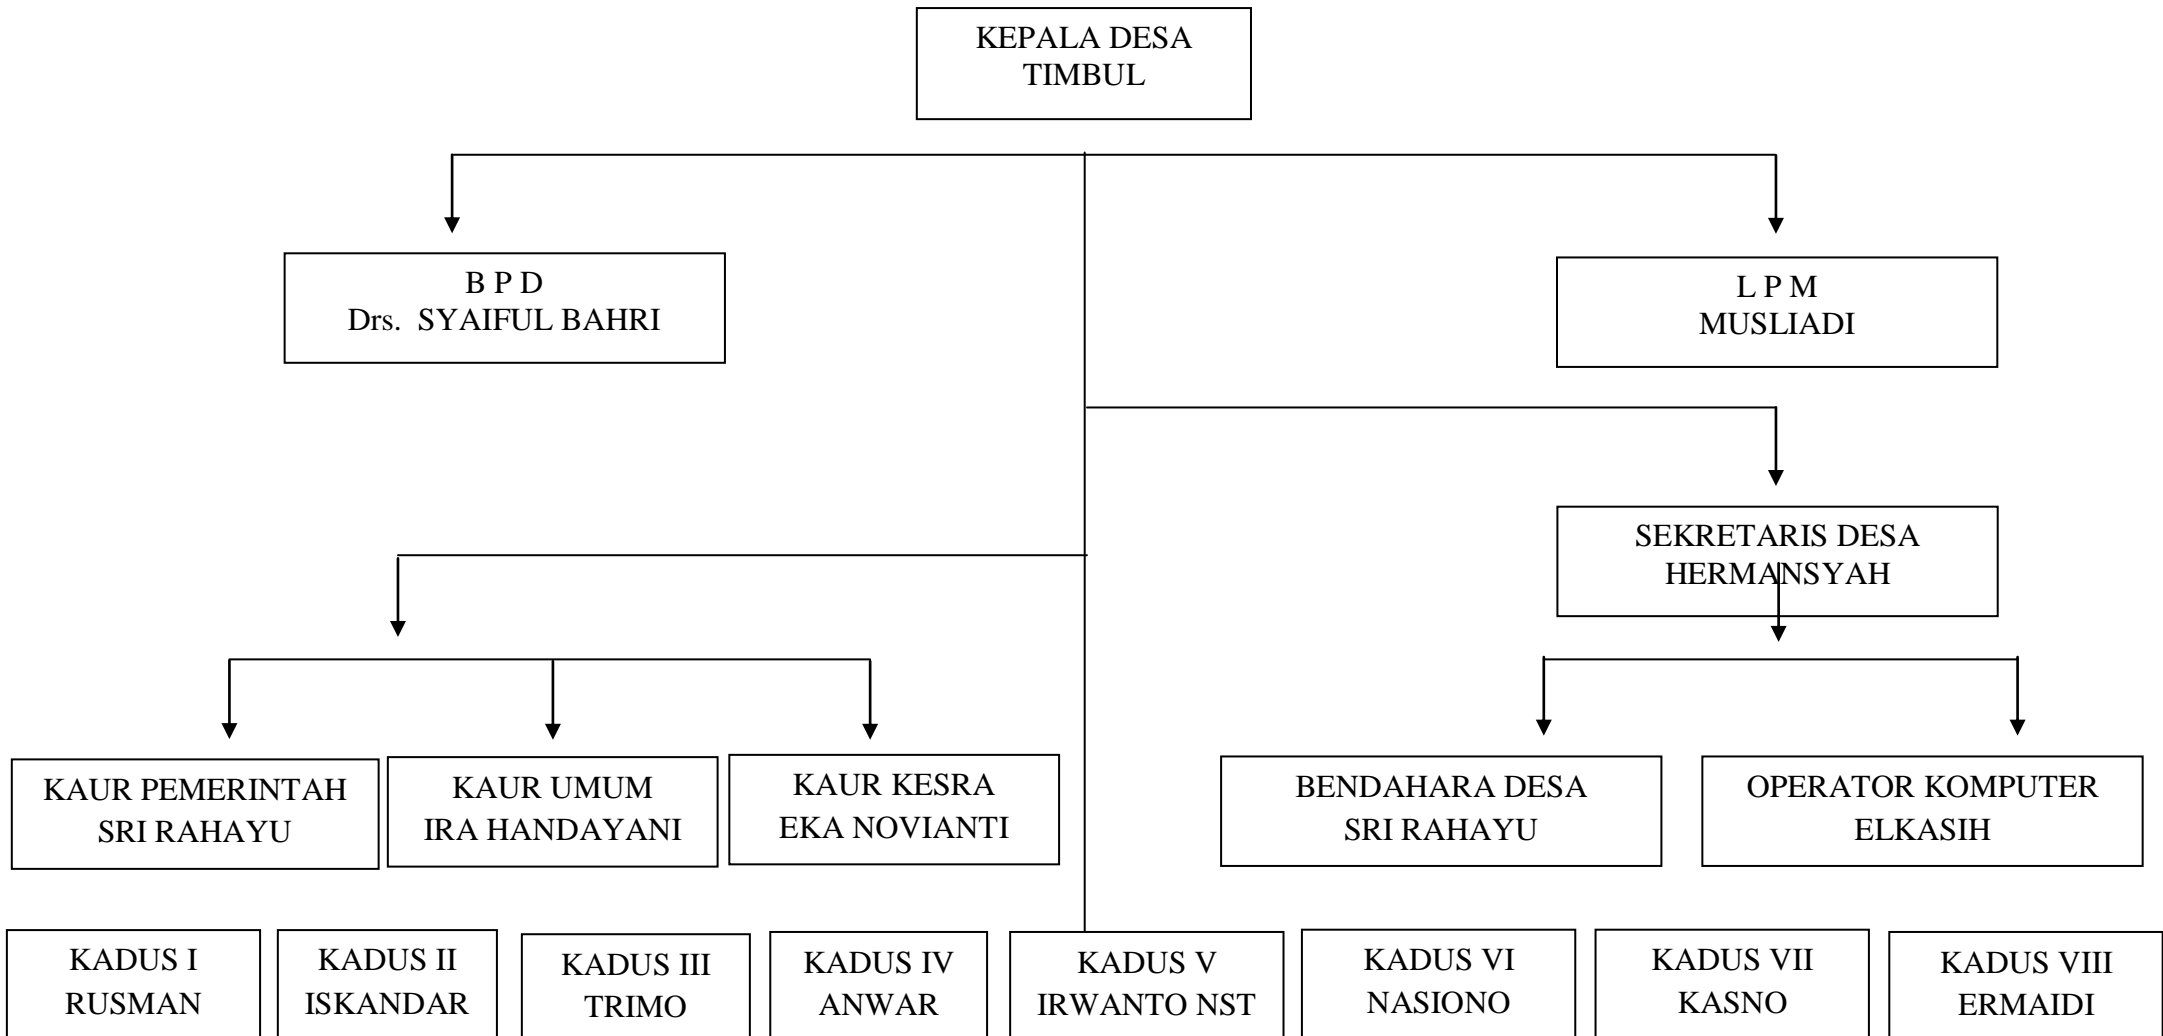 KEPALA DESA
TIMBUL
B P D
Drs. SYAIFUL BAHRI
L P M
MUSLIADI
SEKRETARIS DESA
HERMANSYAH
KAUR PEMERINTAH
SRI RAHAYU
KAUR UMUM
IRA HANDAYANI
KAUR KESRA
EKA NOVIANTI
BENDAHARA DESA
SRI RAHAYU
OPERATOR KOMPUTER
ELKASIH
KADUS I
RUSMAN
KADUS II
ISKANDAR
KADUS III
TRIMO
KADUS IV
ANWAR
KADUS V
IRWANTO NST
KADUS VI
NASIONO
KADUS VII
KASNO
KADUS VIII
ERMAIDI